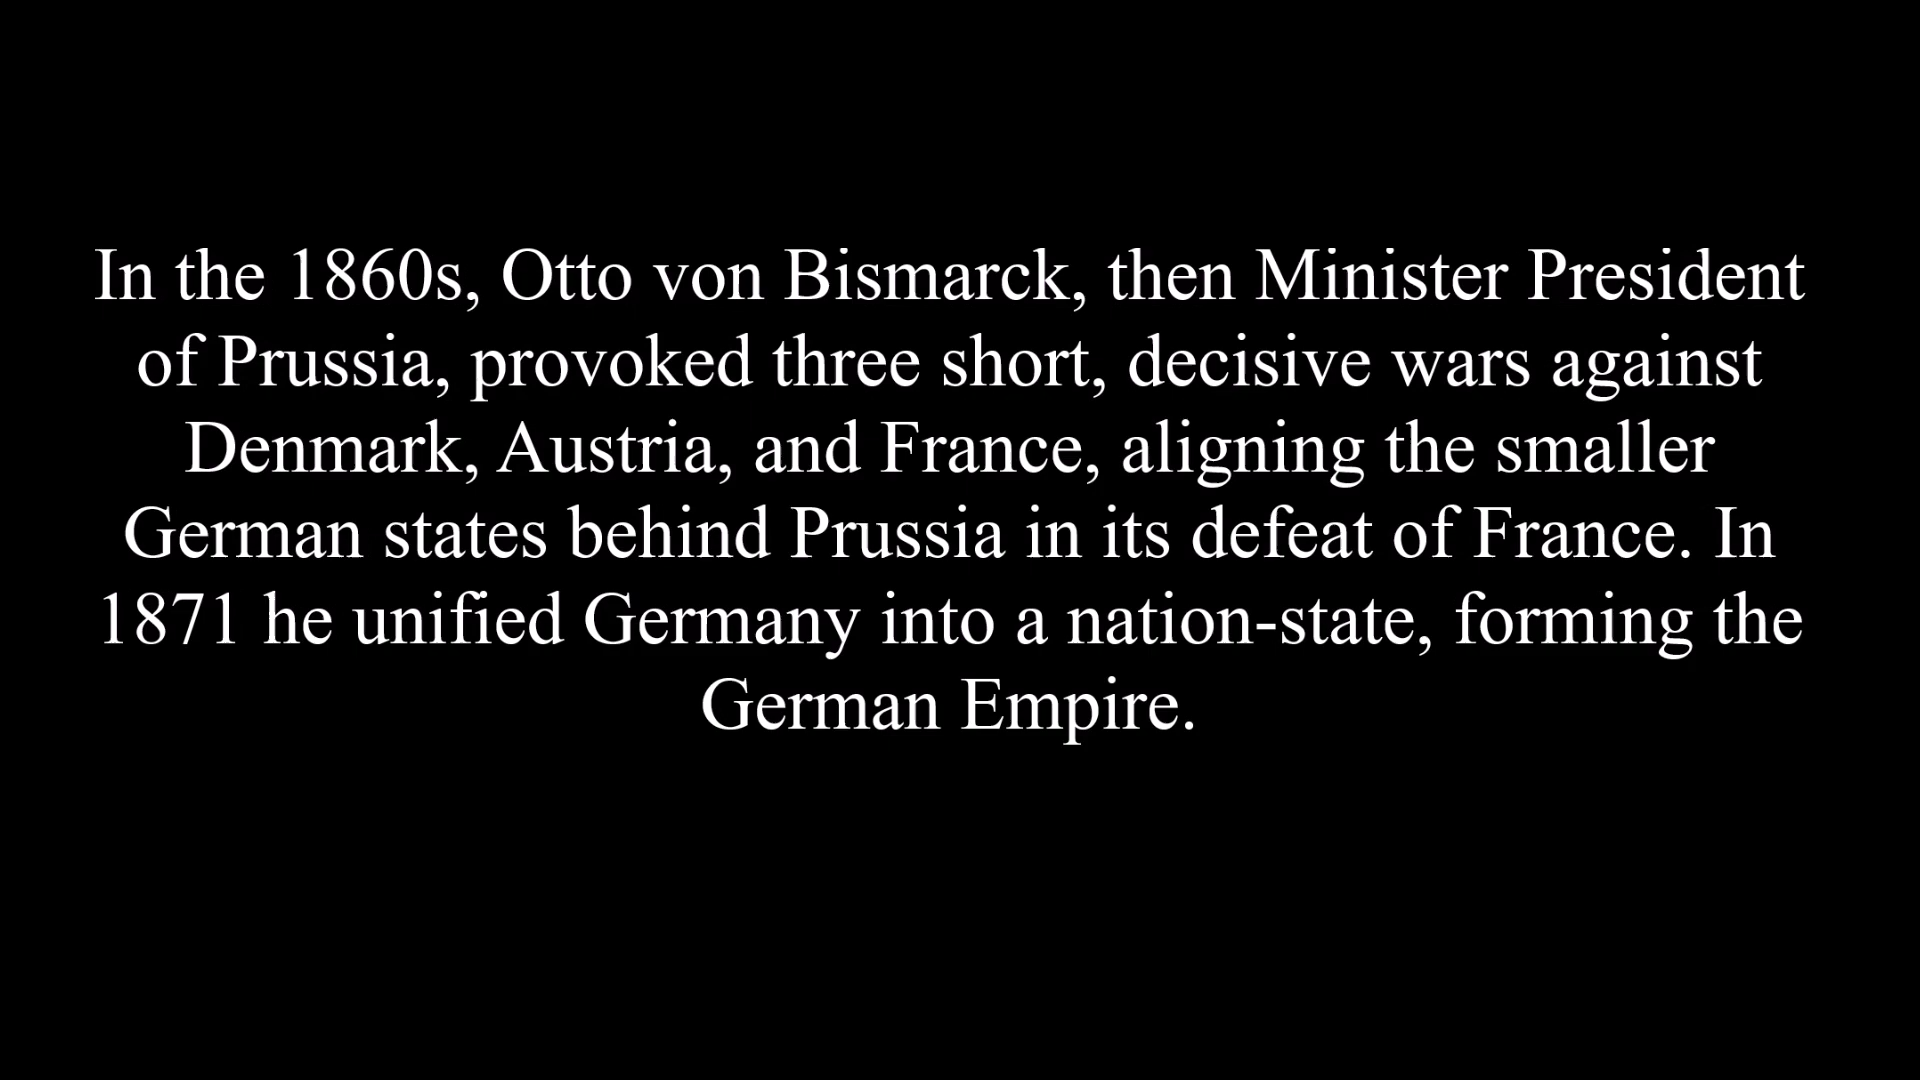 In the 1860s, Otto von Bismarck, then Minister President
of Prussia, provoked three short, decisive wars against
Denmark, Austria, and France, aligning the smaller
German states behind Prussia in its defeat of France. In
1871 he unified Germany into a nation-state, forming the
German Empire.